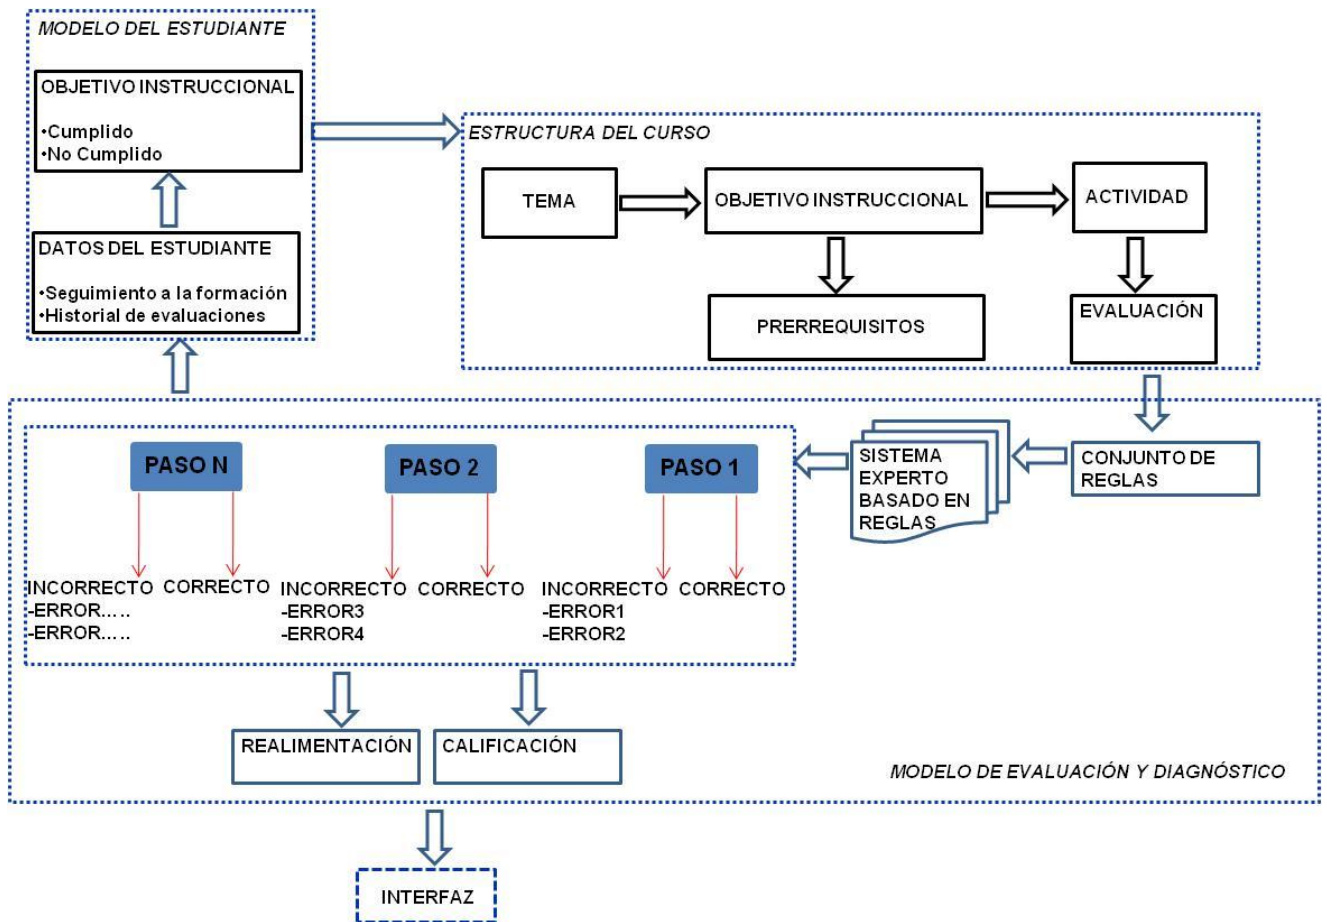 MODELO DEL ESTUDIANTE
OBJETIVO INSTRUCCIONAL
•Cumplido
•No Cumplido
DATOS DEL ESTUDIANTE
•Seguimiento a la formación
•Historial de evaluaciones
ESTRUCTURA DEL CURSO
TEMA
OBJETIVO INSTRUCCIONAL
ACTIVIDAD
PRERREQUISITOS
EVALUACIÓN
CONJUNTO DE
REGLAS
SISTEMA
EXPERTO
BASADO EN
REGLAS
PASO N
PASO 2
PASO 1
INCORRECTO CORRECTO
-ERROR.....
-ERROR.....
INCORRECTO CORRECTO
-ERROR3
-ERROR4
INCORRECTO CORRECTO
-ERROR1
-ERROR2
REALIMENTACIÓN
CALIFICACIÓN
MODELO DE EVALUACIÓN Y DIAGNÓSTICO
INTERFAZ